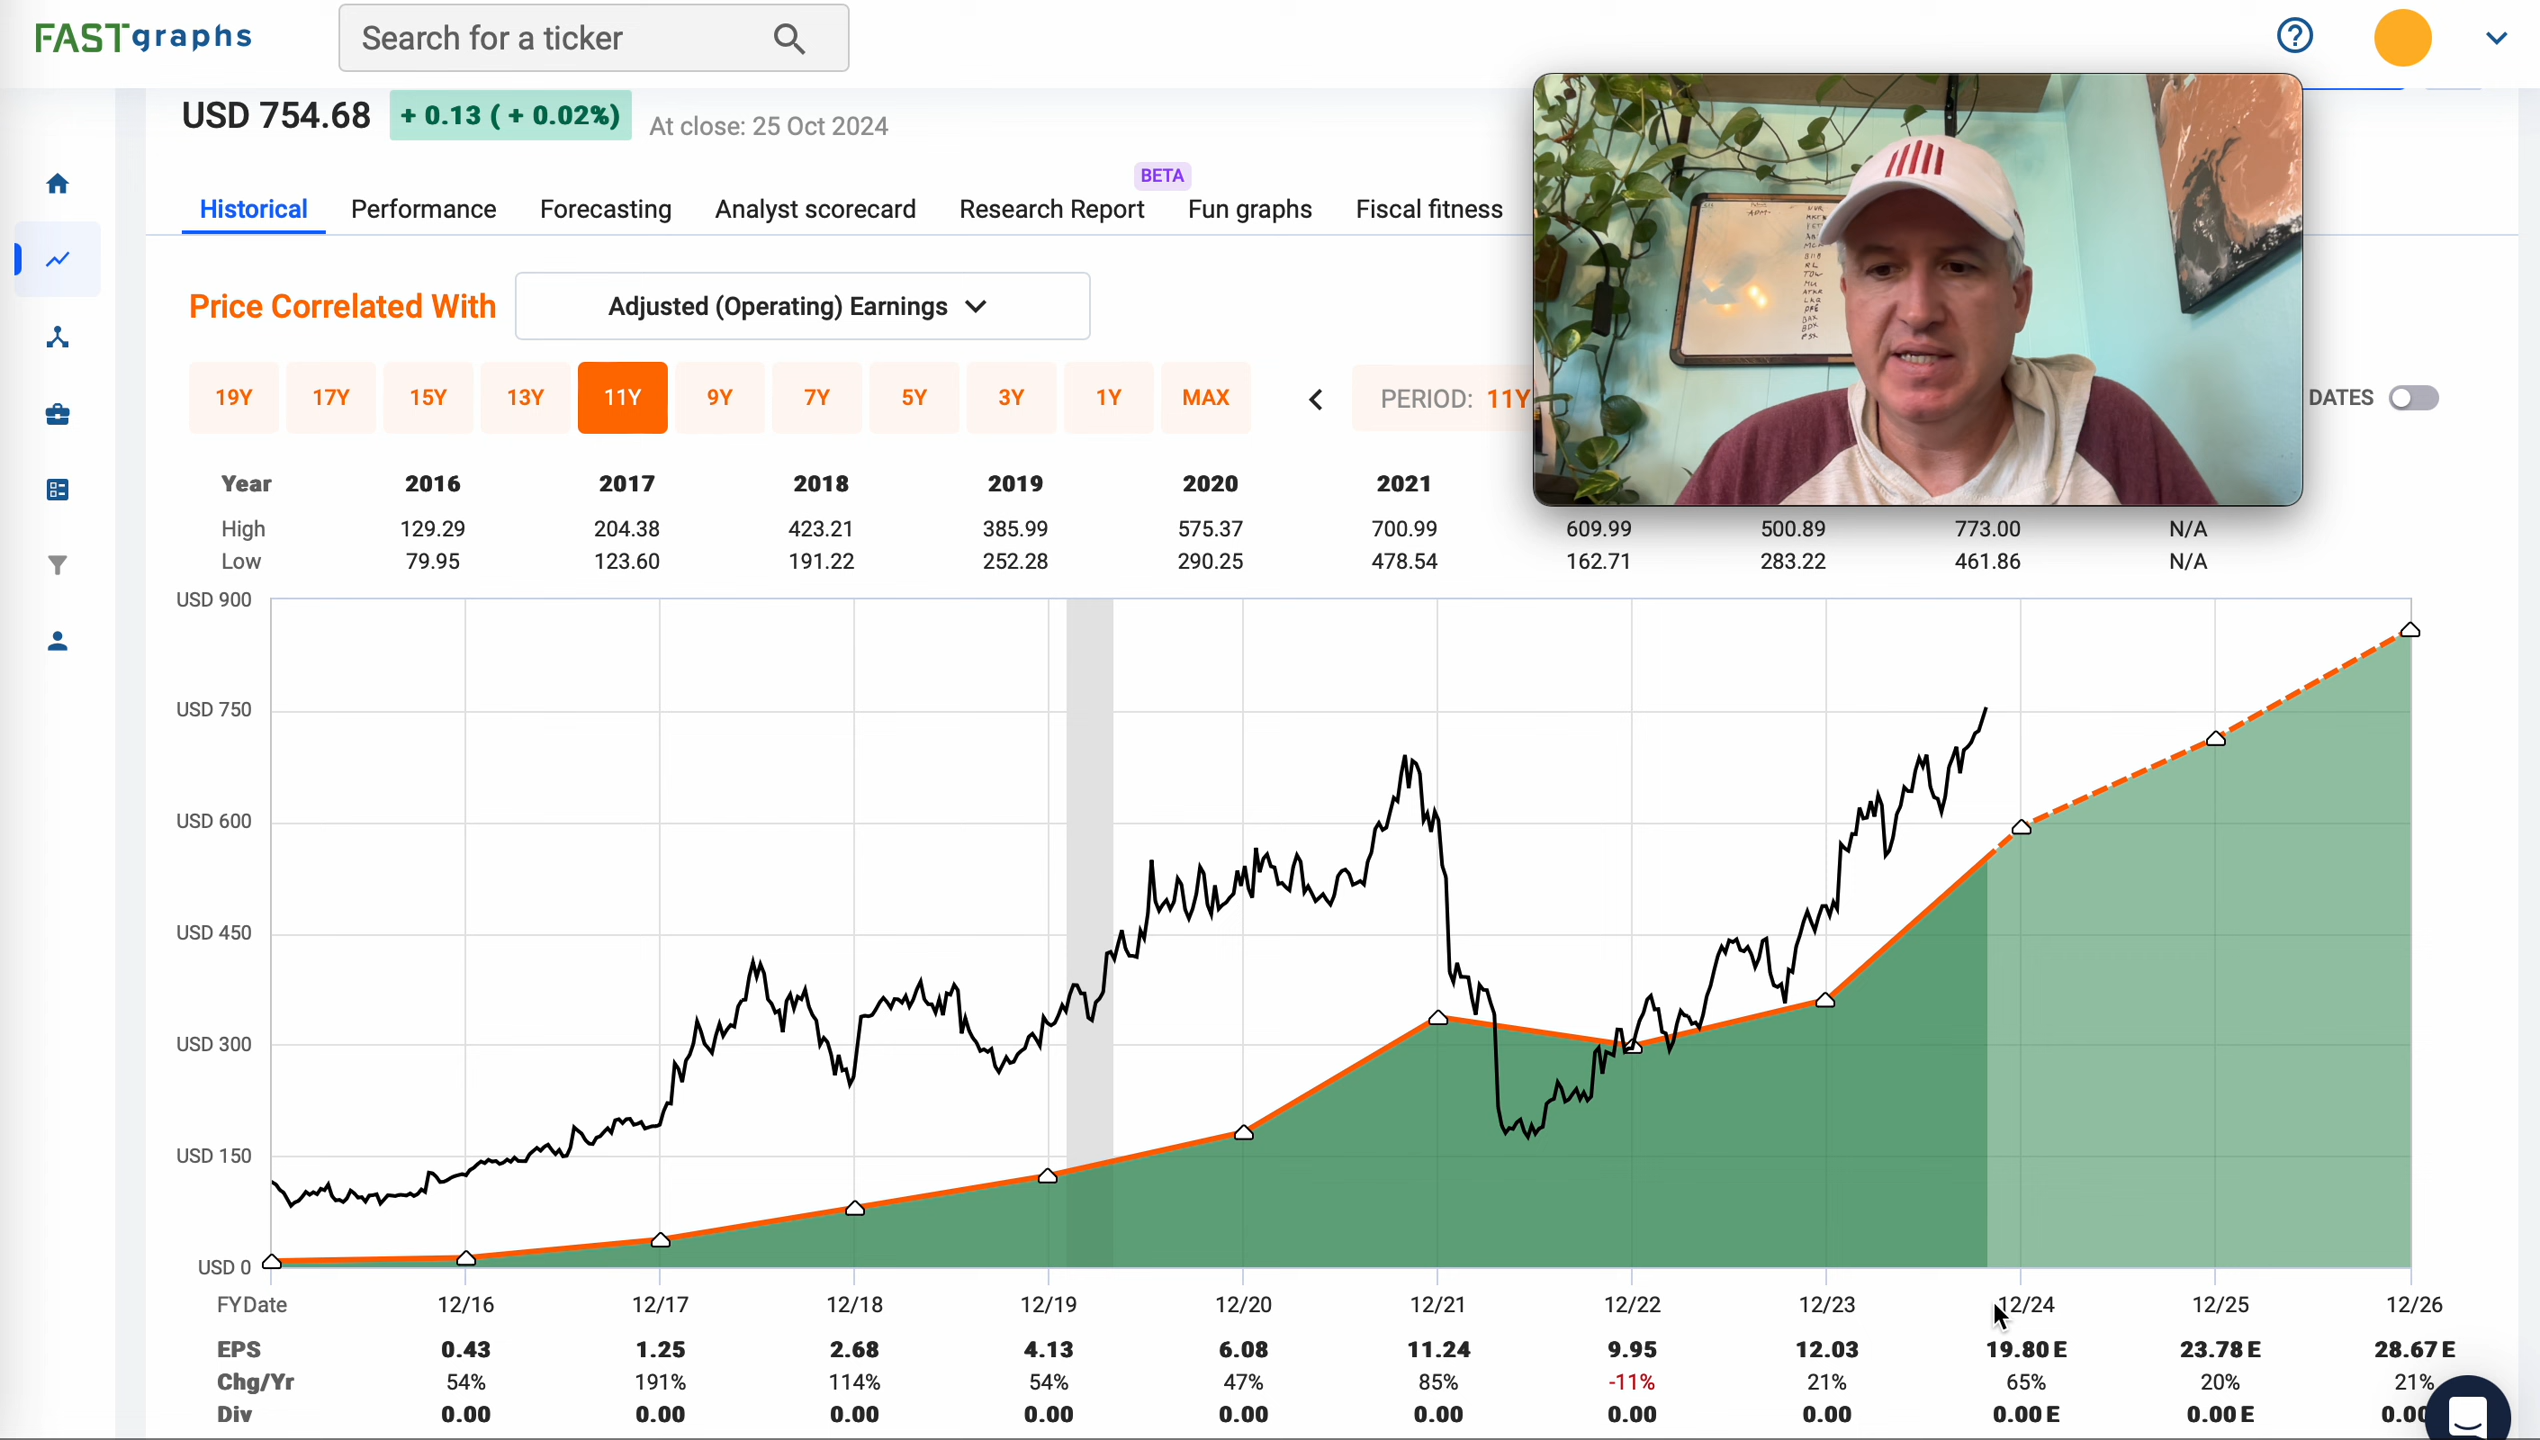 FASTgraphs
Search for a ticker
USD 754.68 + 0.13 ( + 0.02%) At close: 25 Oct 2024
BETA
Historical Performance Forecasting Analyst scorecard Research Report Fun graphs Fiscal fitness
Price Correlated With Adjusted (Operating) Earnings
19Y 17Y 15Y 13Y 11Y 9Y 7Y 5Y 3Y 1Y MAX PERIOD: 11Y DATES
Year 2016 2017 2018 2019 2020 2021
High 129.29 204.38 423.21 385.99 575.37 700.99 609.99 500.89 773.00 N/A
Low 79.95 123.60 191.22 252.28 290.25 478.54 162.71 283.22 461.86 N/A
USD 900
USD 750
USD 600
USD 450
USD 300
USD 150
USD 0
FYDate 12/16 12/17 12/18 12/19 12/20 12/21 12/22 12/23 12/24 12/25 12/26
EPS 0.43 1.25 2.68 4.13 6.08 11.24 9.95 12.03 19.80 E 23.78 E 28.67 E
Chg/Yr 54% 191% 114% 54% 47% 85% -11% 21% 65% 20% 21%
Div 0.00 0.00 0.00 0.00 0.00 0.00 0.00 0.00 0.00 E 0.00 E 0.00